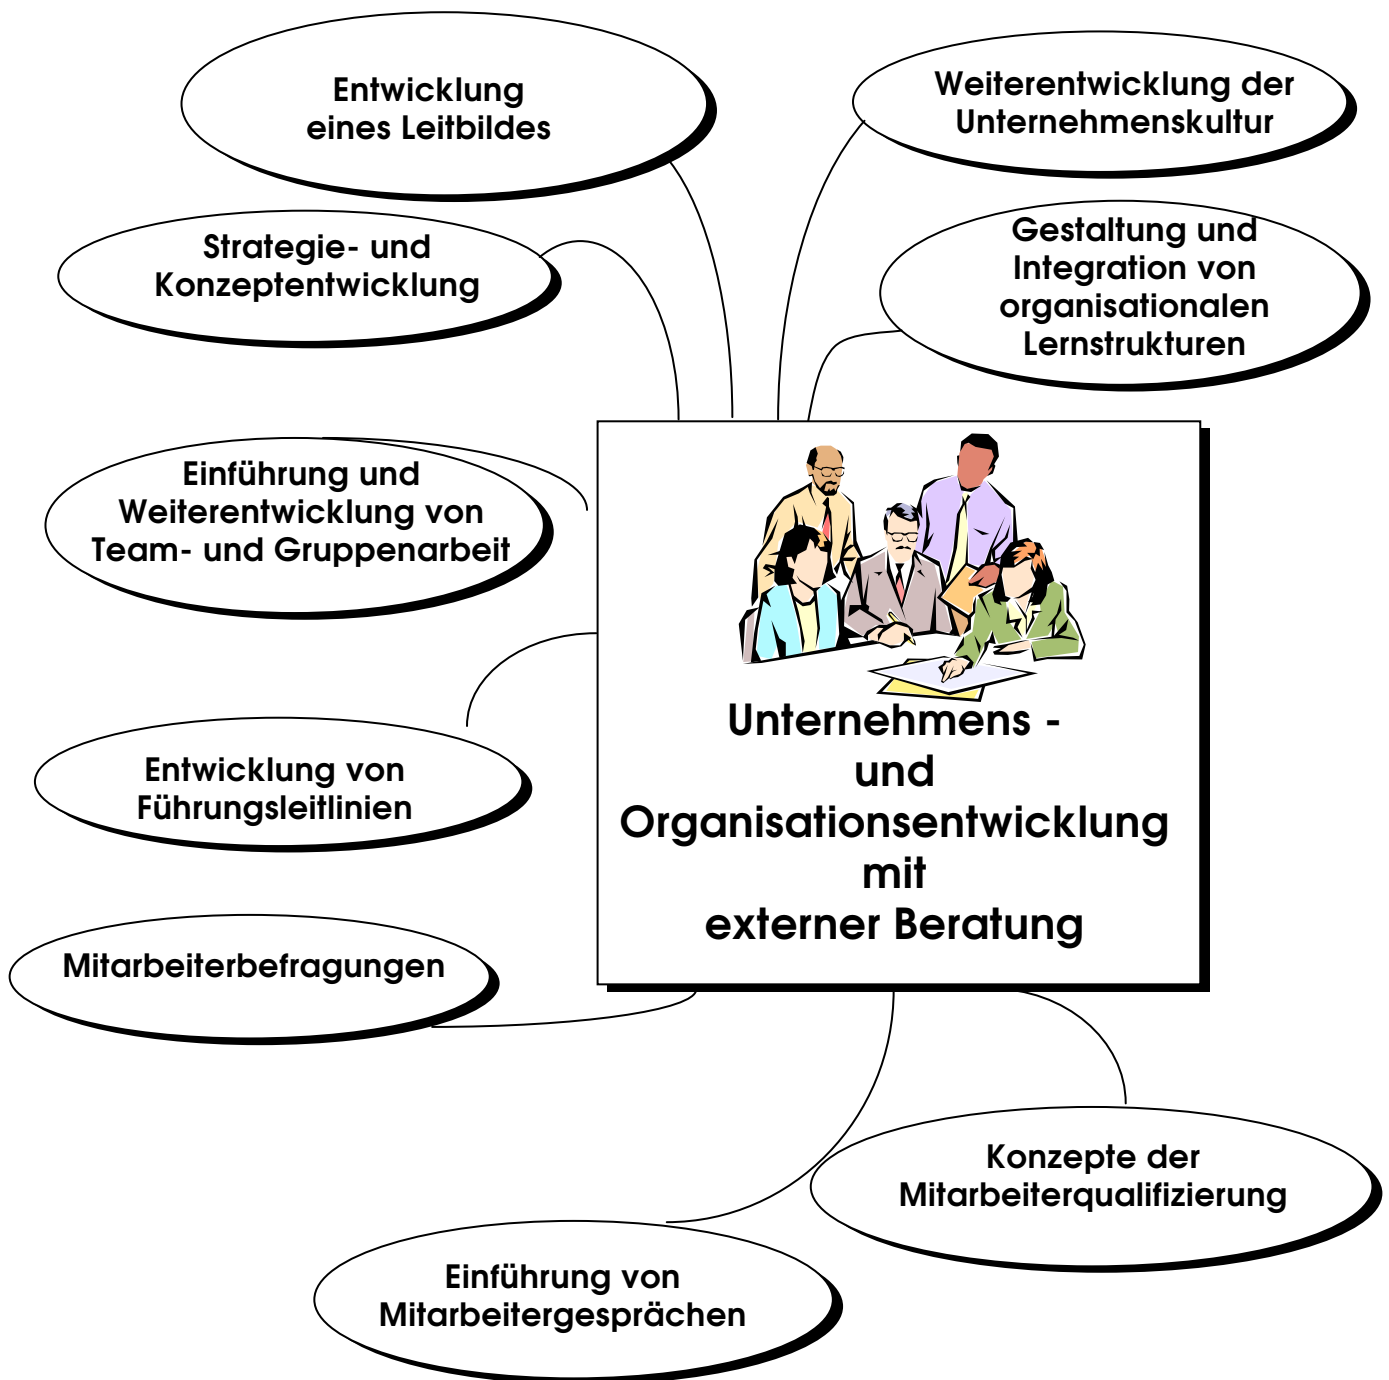 Entwicklung
eines Leitbildes
Weiterentwicklung der
Unternehmenskultur
Strategie- und
Konzeptentwicklung
Gestaltung und
Integration von
organisationalen
Lernstrukturen
Einführung und
Weiterentwicklung von
Team- und Gruppenarbeit
Entwicklung von
Führungsleitlinien
Unternehmens -
und
Organisationsentwicklung
mit
externer Beratung
Mitarbeiterbefragungen
Konzepte der
Mitarbeiterqualifizierung
Einführung von
Mitarbeitergesprächen